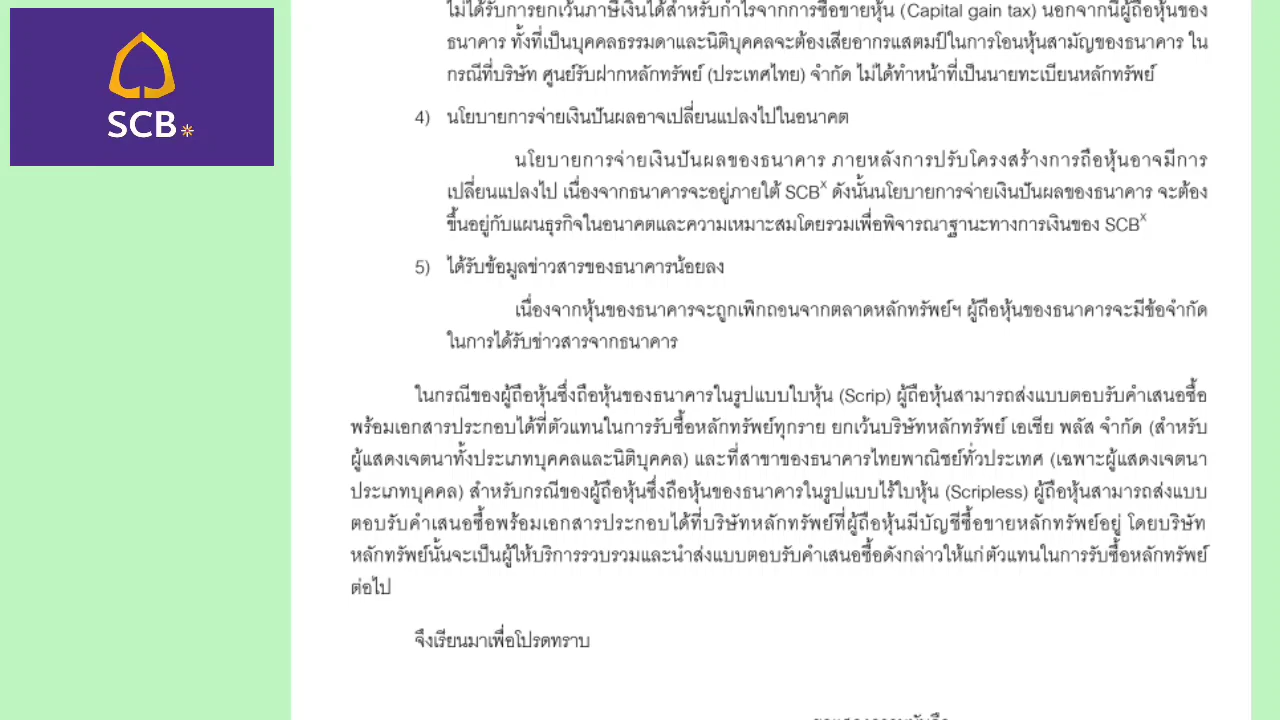 SCB
ไม่ได้รับการยกเว้นภาษีเงินได้สำหรับกำไรจากการซื้อขายหุ้น (Capital gain tax) นอกจากนี้ผู้ถือหุ้นของ
ธนาคาร ทั้งที่เป็นบุคคลธรรมดาและนิติบุคคลจะต้องเสียอากรแสตมป์ในการโอนหุ้นสามัญของธนาคาร ใน
กรณีที่บริษัท ศูนย์รับฝากหลักทรัพย์ (ประเทศไทย) จำกัด ไม่ได้ทำหน้าที่เป็นนายทะเบียนหลักทรัพย์
4) นโยบายการจ่ายเงินปันผลอาจเปลี่ยนแปลงไปในอนาคต
นโยบายการจ่ายเงินปันผลของธนาคาร ภายหลังการปรับโครงสร้างการถือหุ้นอาจมีการ
เปลี่ยนแปลงไป เนื่องจากธนาคารจะอยู่ภายใต้ SCBX ดังนั้นนโยบายการจ่ายเงินปันผลของธนาคาร จะต้อง
ขึ้นอยู่กับแผนธุรกิจในอนาคตและความเหมาะสมโดยรวมเพื่อพิจารณาฐานะทางการเงินของ SCBX
5) ได้รับข้อมูลข่าวสารของธนาคารน้อยลง
เนื่องจากหุ้นของธนาคารจะถูกเพิกถอนจากตลาดหลักทรัพย์ฯ ผู้ถือหุ้นของธนาคารจะมีข้อจำกัด
ในการได้รับข่าวสารจากธนาคาร
ในกรณีของผู้ถือหุ้นซึ่งถือหุ้นของธนาคารในรูปแบบใบหุ้น (Scrip) ผู้ถือหุ้นสามารถส่งแบบตอบรับคำเสนอซื้อ
พร้อมเอกสารประกอบได้ที่ตัวแทนในการรับซื้อหลักทรัพย์ทุกราย ยกเว้นบริษัทหลักทรัพย์ เอเซีย พลัส จำกัด (สำหรับ
ผู้แสดงเจตนาทั้งประเภทบุคคลและนิติบุคคล) และที่สาขาของธนาคารไทยพาณิชย์ทั่วประเทศ (เฉพาะผู้แสดงเจตนา
ประเภทบุคคล) สำหรับกรณีของผู้ถือหุ้นซึ่งถือหุ้นของธนาคารในรูปแบบไร้ใบหุ้น (Scripless) ผู้ถือหุ้นสามารถส่งแบบ
ตอบรับคำเสนอซื้อพร้อมเอกสารประกอบได้ที่บริษัทหลักทรัพย์ที่ผู้ถือหุ้นมีบัญชีซื้อขายหลักทรัพย์อยู่ โดยบริษัท
หลักทรัพย์นั้นจะเป็นผู้ให้บริการรวบรวมและนำส่งแบบตอบรับคำเสนอซื้อดังกล่าวให้แก่ตัวแทนในการรับซื้อหลักทรัพย์
ต่อไป
จึงเรียนมาเพื่อโปรดทราบ